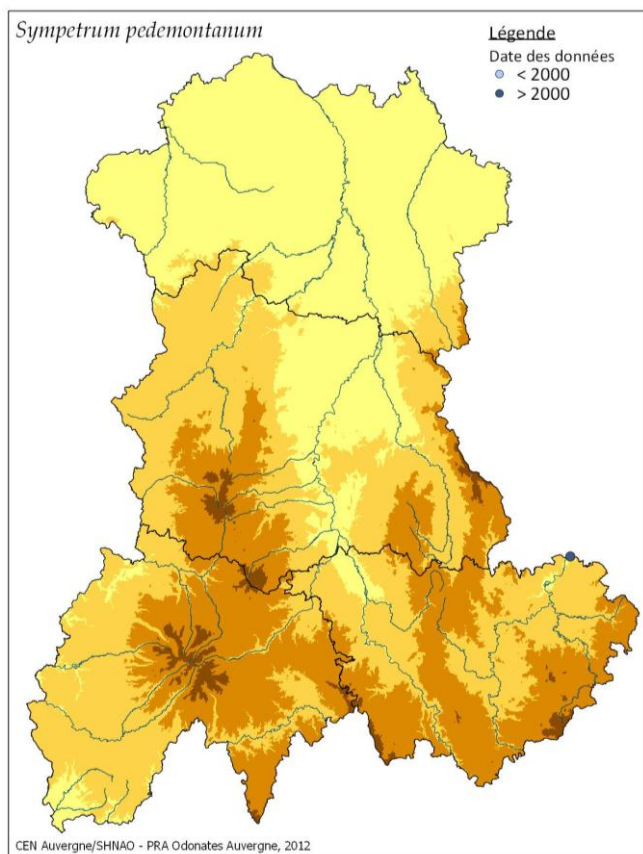 Sympetrum pedemontanum
Légende
Date des données
< 2000
> 2000
CEN Auvergne/SHNAO - PRA Odonates Auvergne, 2012